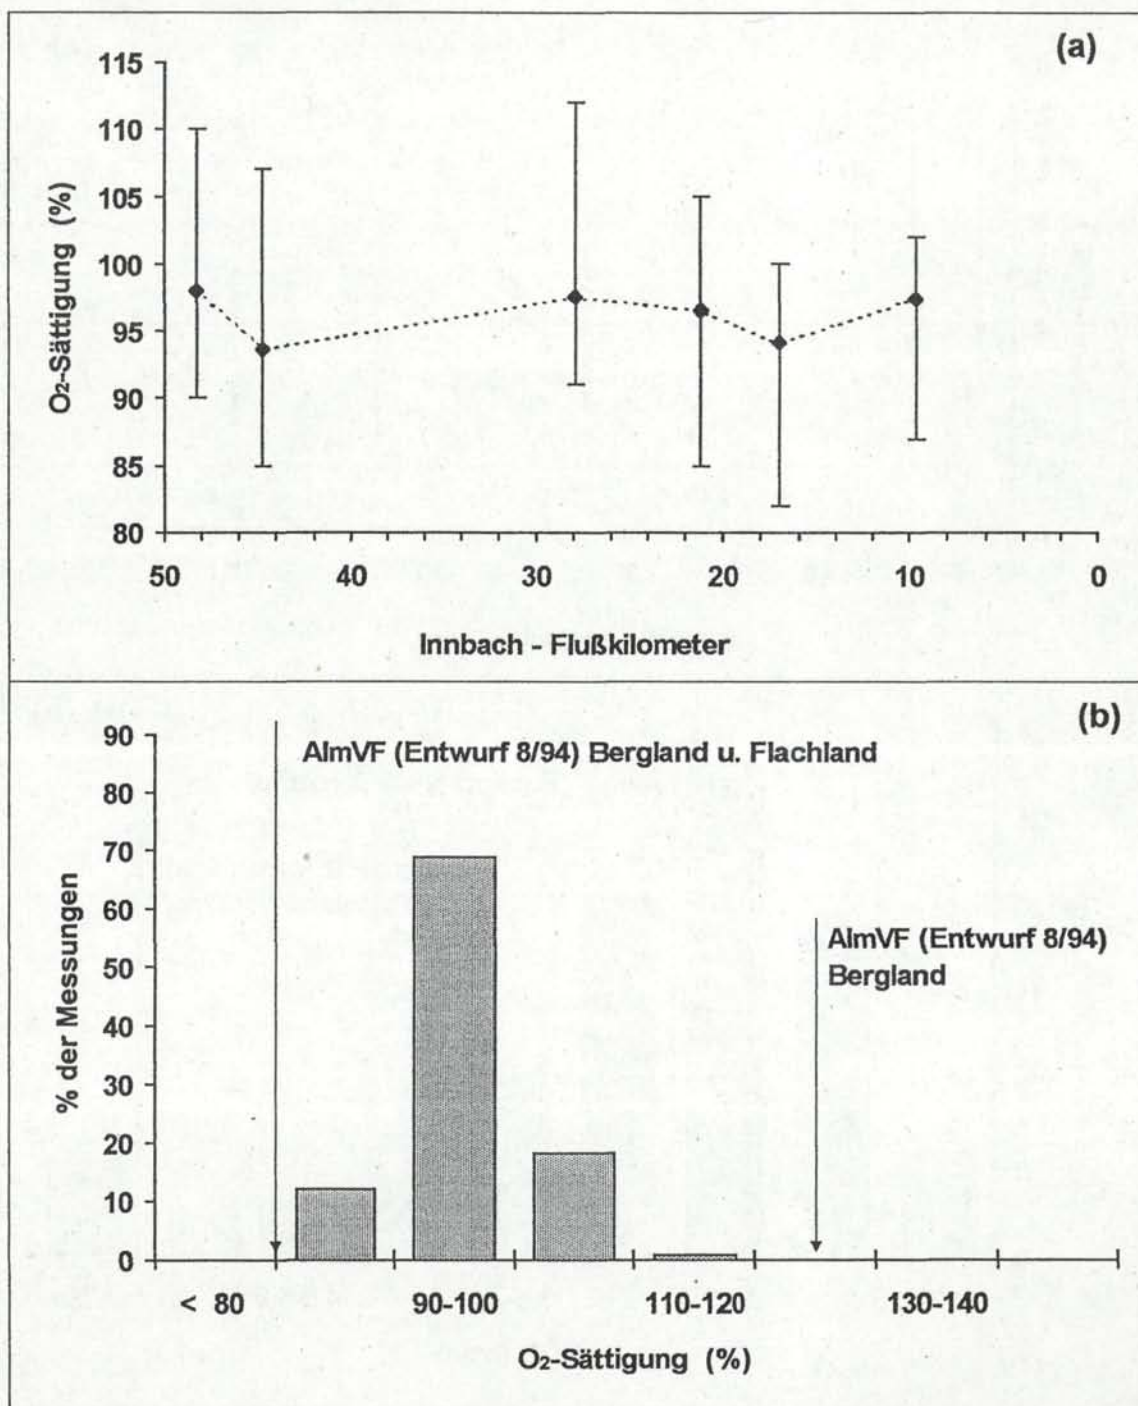 (a)
115
110
105
100
95
90
85
80
O2-Sättigung (%)
50 40 30 20 10 0
Innbach - Flußkilometer
(b)
90
80
70
60
50
40
30
20
10
0
% der Messungen
AImVF (Entwurf 8/94) Bergland u. Flachland
AImVF (Entwurf 8/94)
Bergland
< 80 90-100 110-120 130-140
O2-Sättigung (%)